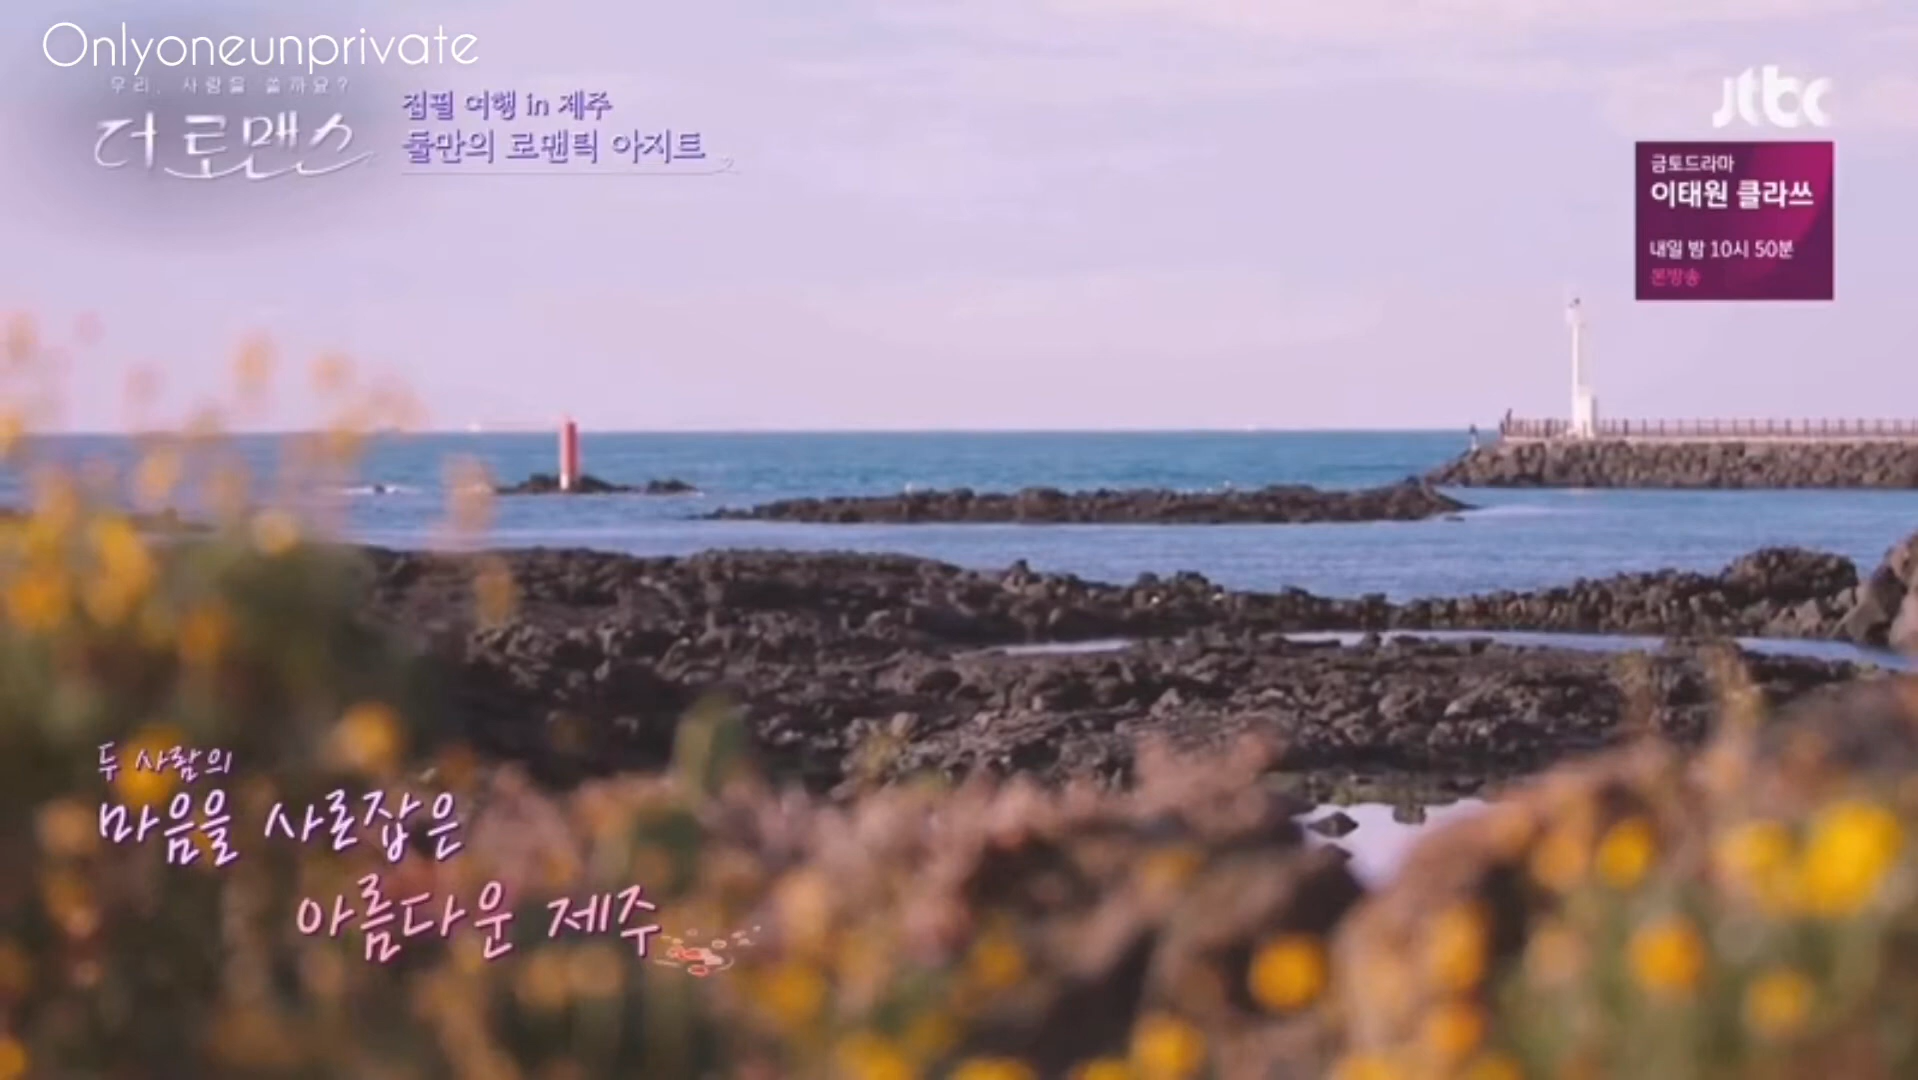 Onlyoneunprivate
우리, 사랑을 쓸까요?
더 로맨스
집필 여행 in 제주
둘만의 로맨틱 아지트
jtbc
금토드라마
이태원 클라쓰
내일 밤 10시 50분
본방송
두 사람의
마음을 사로잡은
아름다운 제주